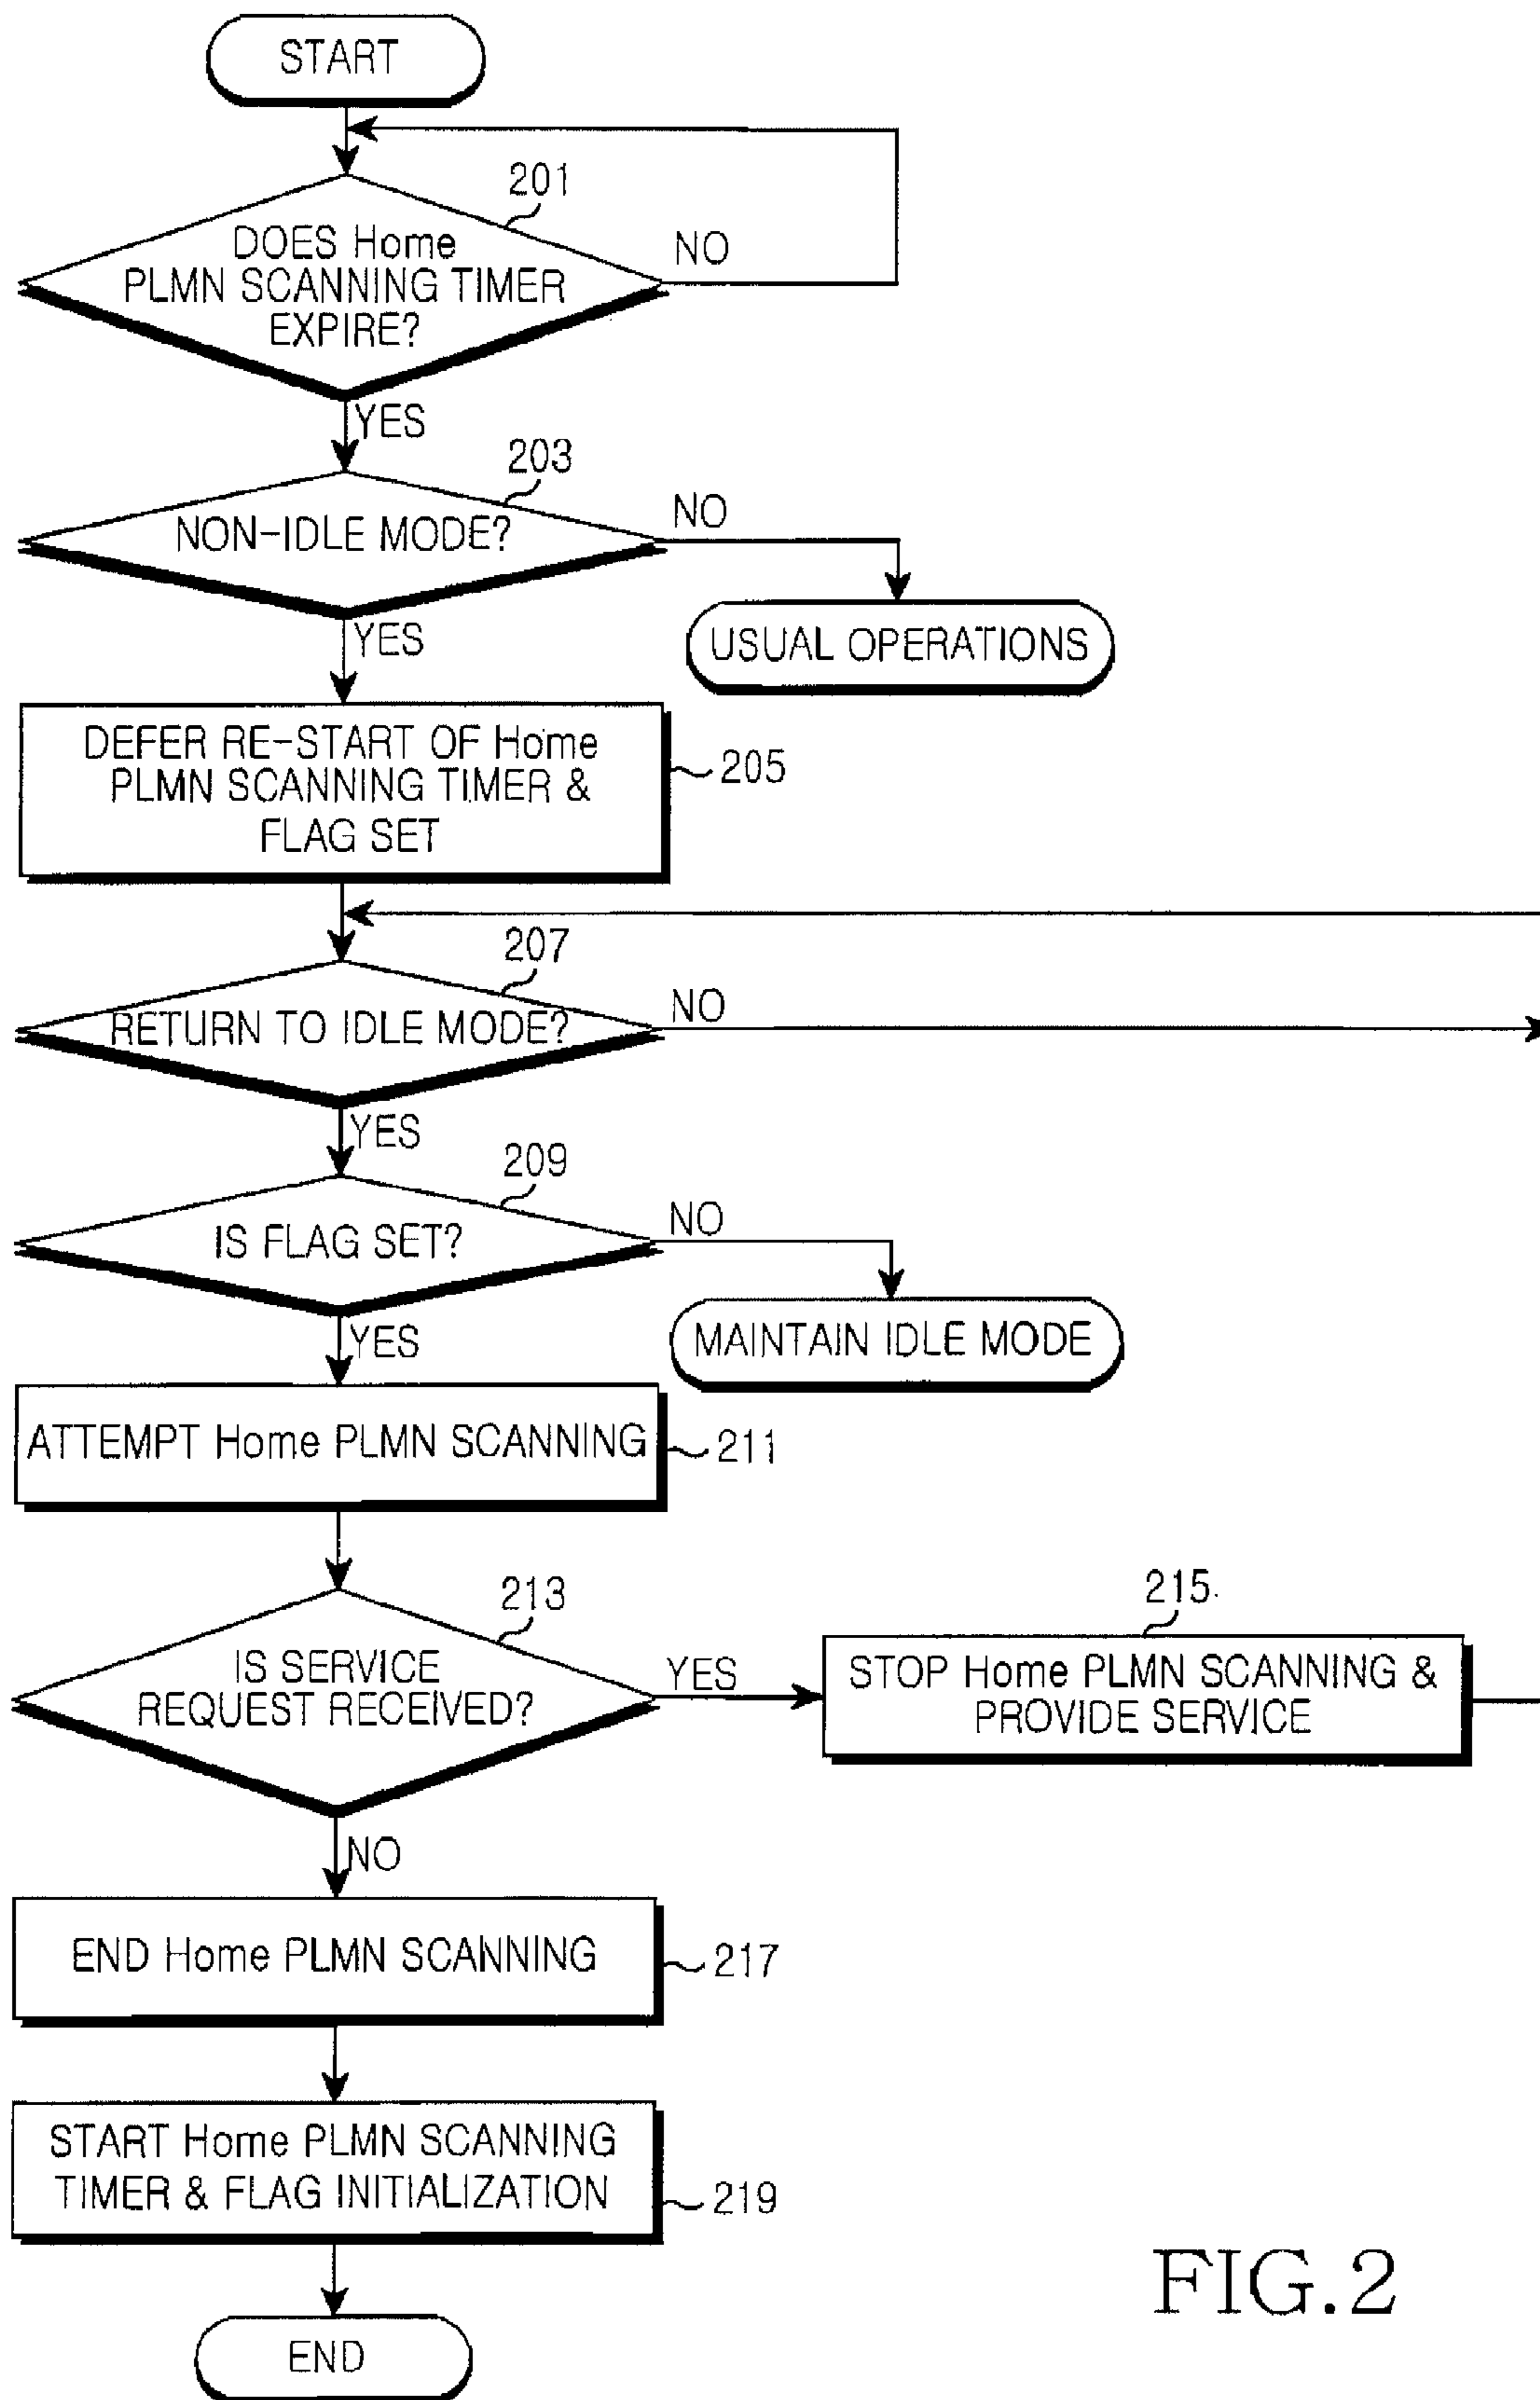 START
201
DOES Home
PLMN SCANNING TIMER
EXPIRE?
NO
YES
203
NON-IDLE MODE?
NO
USUAL OPERATIONS
YES
DEFER RE-START OF Home
PLMN SCANNING TIMER &
FLAG SET
205
207
RETURN TO IDLE MODE?
NO
YES
209
IS FLAG SET?
NO
MAINTAIN IDLE MODE
YES
ATTEMPT Home PLMN SCANNING
211
213
IS SERVICE
REQUEST RECEIVED?
YES
215
STOP Home PLMN SCANNING &
PROVIDE SERVICE
NO
END Home PLMN SCANNING
217
START Home PLMN SCANNING
TIMER & FLAG INITIALIZATION
219
END
FIG.2